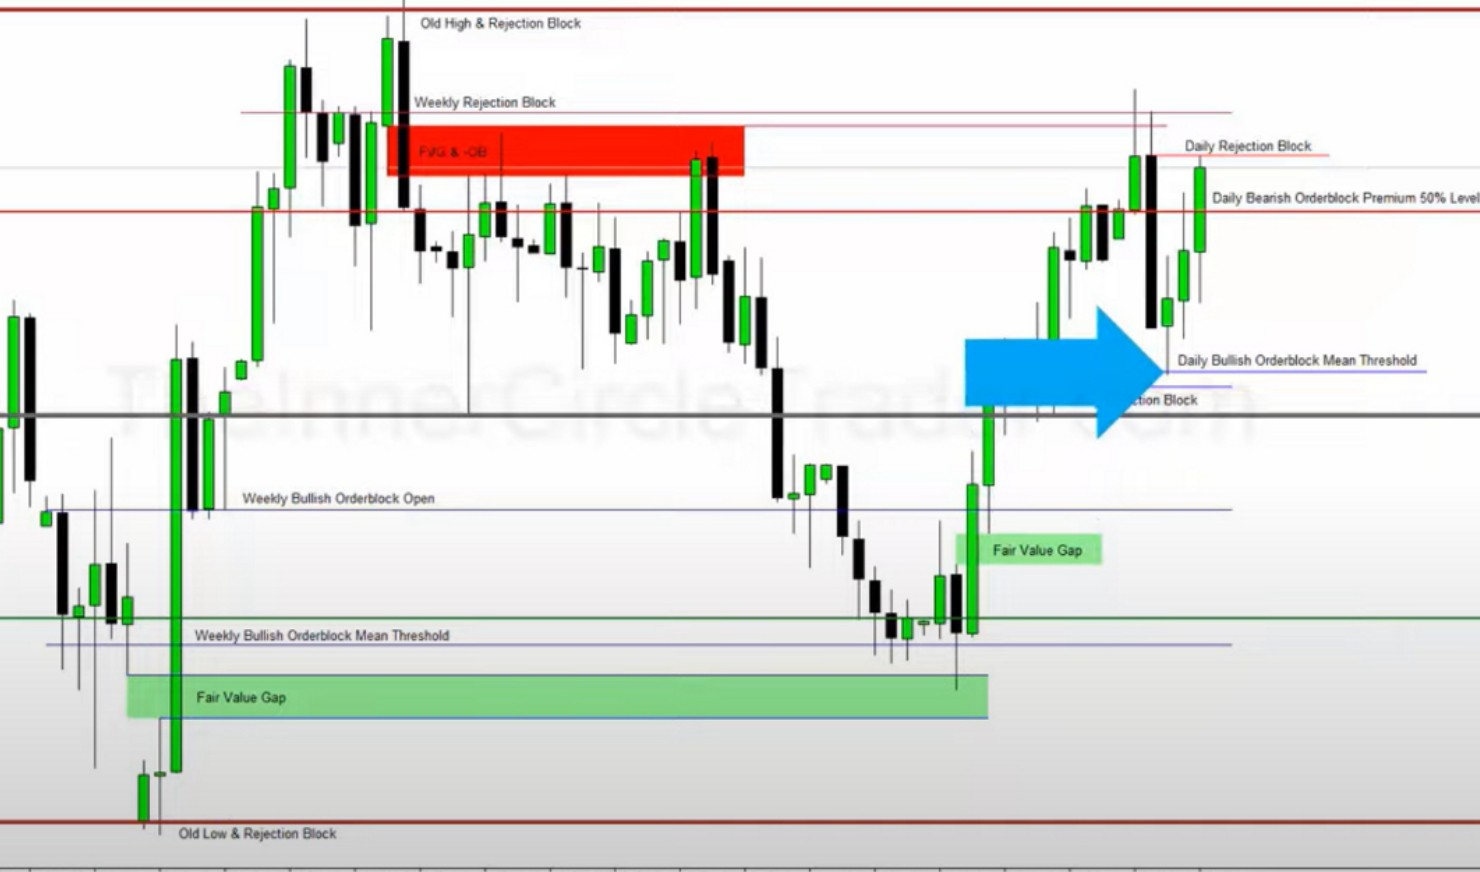 Old High & Rejection Block
Weekly Rejection Block
FVG & -OB
Daily Rejection Block
Daily Bearish Orderblock Premium 50% Level
TheInnerCircleTrader.com
Daily Bullish Orderblock Mean Threshold
Block
Weekly Bullish Orderblock Open
Fair Value Gap
Weekly Bullish Orderblock Mean Threshold
Fair Value Gap
Old Low & Rejection Block